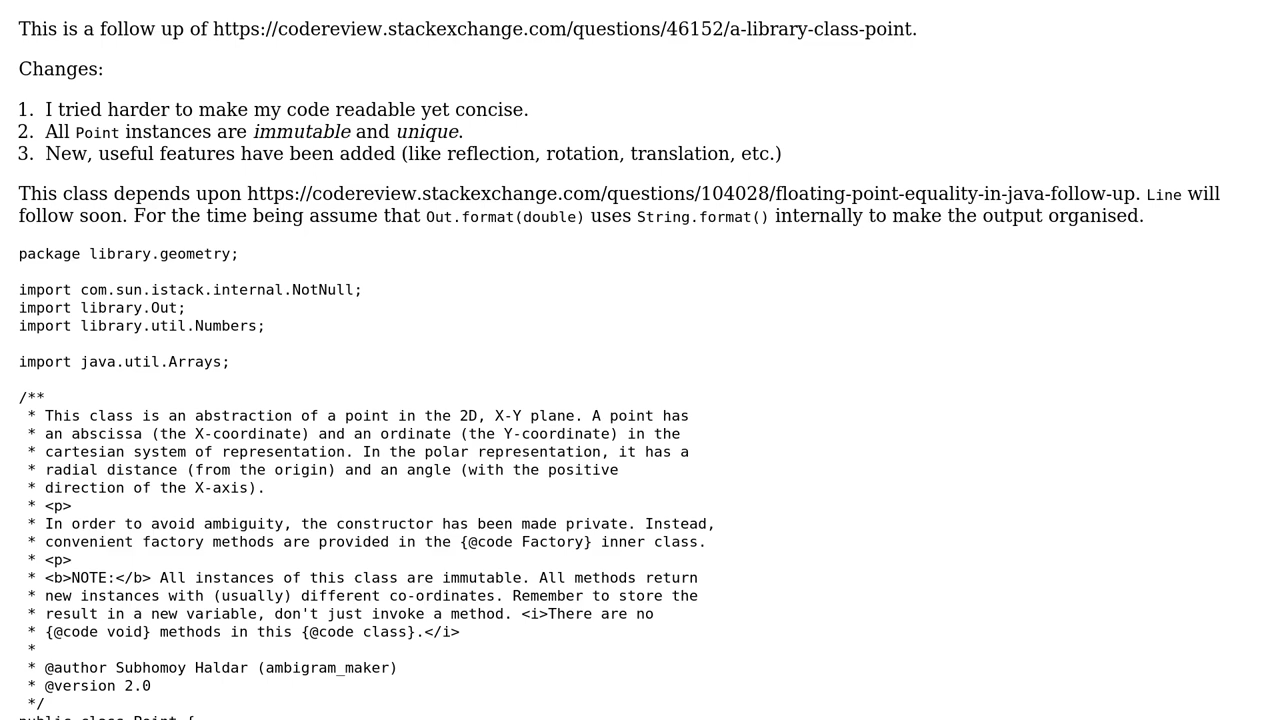 This is a follow up of https://codereview.stackexchange.com/questions/46152/a-library-class-point.
Changes:
1. I tried harder to make my code readable yet concise.
2. All Point instances are immutable and unique.
3. New, useful features have been added (like reflection, rotation, translation, etc.)
This class depends upon https://codereview.stackexchange.com/questions/104028/floating-point-equality-in-java-follow-up. Line will
follow soon. For the time being assume that Out.format(double) uses String.format() internally to make the output organised.
package library.geometry;
import com.sun.istack.internal.NotNull;
import library.Out;
import library.util.Numbers;
import java.util.Arrays;
/**
 * This class is an abstraction of a point in the 2D, X-Y plane. A point has
 * an abscissa (the X-coordinate) and an ordinate (the Y-coordinate) in the
 * cartesian system of representation. In the polar representation, it has a
 * radial distance (from the origin) and an angle (with the positive
 * direction of the X-axis).
 * <p>
 * In order to avoid ambiguity, the constructor has been made private. Instead,
 * convenient factory methods are provided in the {@code Factory} inner class.
 * <p>
 * <b>NOTE:</b> All instances of this class are immutable. All methods return
 * new instances with (usually) different co-ordinates. Remember to store the
 * result in a new variable, don't just invoke a method. <i>There are no
 * {@code void} methods in this {@code class}.</i>
 *
 * @author Subhomoy Haldar (ambigram_maker)
 * @version 2.0
 */
public class Point {